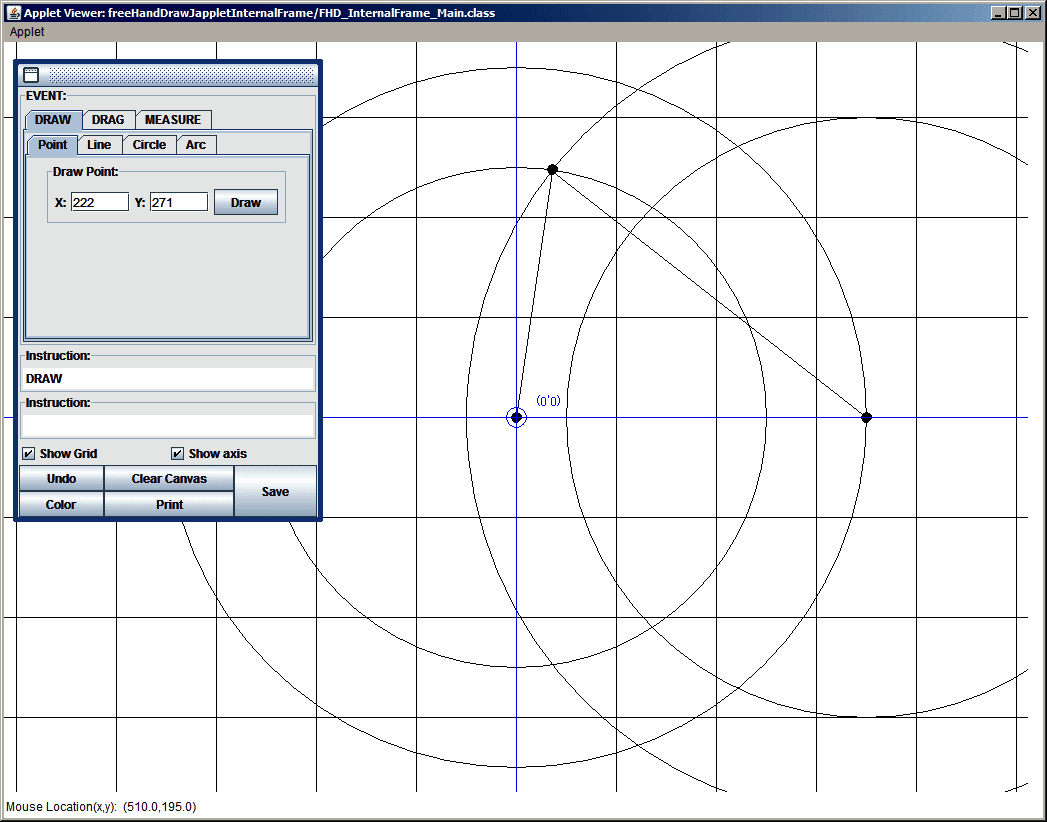 Applet Viewer: freeHandDrawJappletInternalFrame/FHD_InternalFrame_Main.class
Applet
EVENT:
DRAW DRAG MEASURE
Point Line Circle Arc
Draw Point:
X: 222 Y: 271 Draw
Instruction:
DRAW
Instruction:
Show Grid Show axis
Undo Clear Canvas Save
Color Print
(0'0)
Mouse Location(x,y): (510.0,195.0)